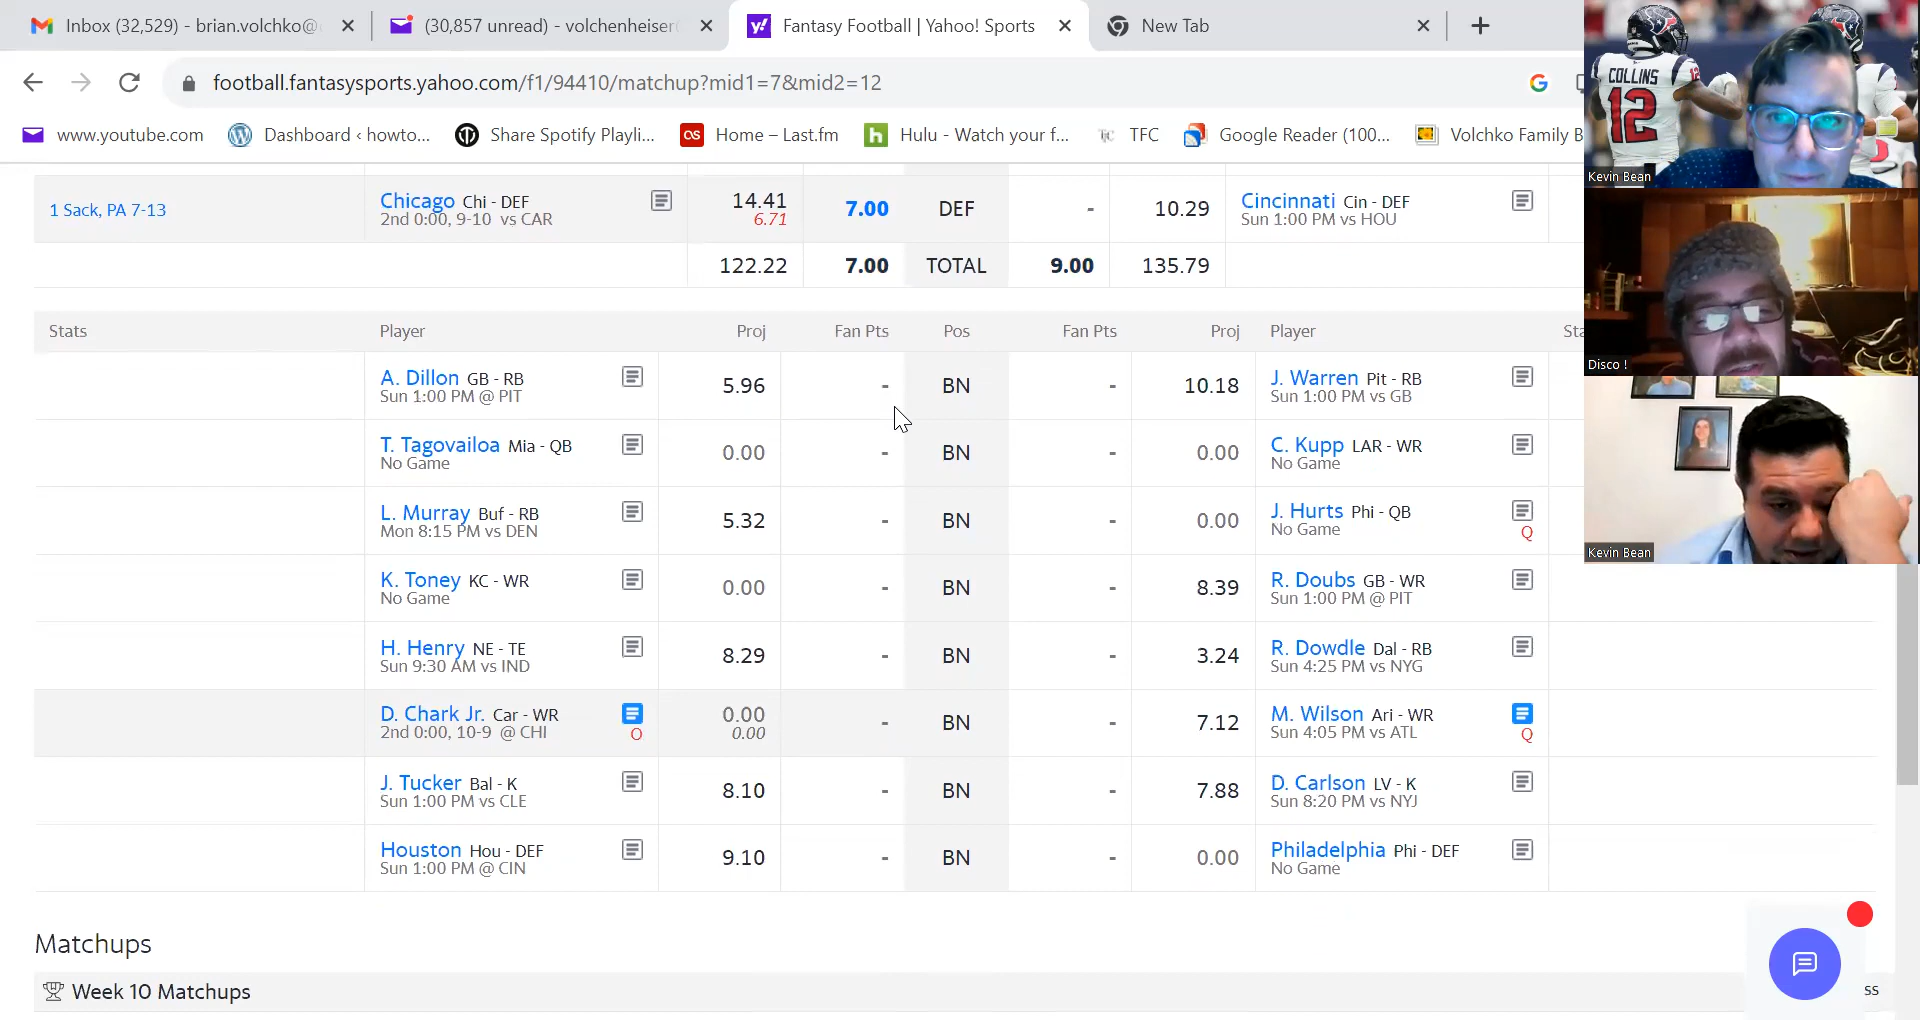 Inbox (32,529) - brian.volchko@
(30,857 unread) - volchenheiser
Fantasy Football | Yahoo! Sports
New Tab
football.fantasysports.yahoo.com/f1/94410/matchup?mid1=7&mid2=12
www.youtube.com
Dashboard ‹ howto...
Share Spotify Playli...
Home – Last.fm
Hulu - Watch your f...
TFC
Google Reader (100...
Volchko Family B
COLLINS
12
Kevin Bean
1 Sack, PA 7-13
Chicago Chi - DEF
2nd 0:00, 9-10 vs CAR
14.41
6.71
7.00
DEF
-
10.29
Cincinnati Cin - DEF
Sun 1:00 PM vs HOU
122.22 7.00 TOTAL 9.00 135.79
Disco !
Stats Player Proj Fan Pts Pos Fan Pts Proj Player Sta
A. Dillon GB - RB
Sun 1:00 PM @ PIT
5.96 - BN - 10.18
J. Warren Pit - RB
Sun 1:00 PM vs GB
T. Tagovailoa Mia - QB
No Game
0.00 - BN - 0.00
C. Kupp LAR - WR
No Game
L. Murray Buf - RB
Mon 8:15 PM vs DEN
5.32 - BN - 0.00
J. Hurts Phi - QB
No Game
Q
Kevin Bean
K. Toney KC - WR
No Game
0.00 - BN - 8.39
R. Doubs GB - WR
Sun 1:00 PM @ PIT
H. Henry NE - TE
Sun 9:30 AM vs IND
8.29 - BN - 3.24
R. Dowdle Dal - RB
Sun 4:25 PM vs NYG
D. Chark Jr. Car - WR
2nd 0:00, 10-9 @ CHI
O
0.00
0.00
- BN - 7.12
M. Wilson Ari - WR
Sun 4:05 PM vs ATL
Q
J. Tucker Bal - K
Sun 1:00 PM vs CLE
8.10 - BN - 7.88
D. Carlson LV - K
Sun 8:20 PM vs NYJ
Houston Hou - DEF
Sun 1:00 PM @ CIN
9.10 - BN - 0.00
Philadelphia Phi - DEF
No Game
Matchups
Week 10 Matchups
ss